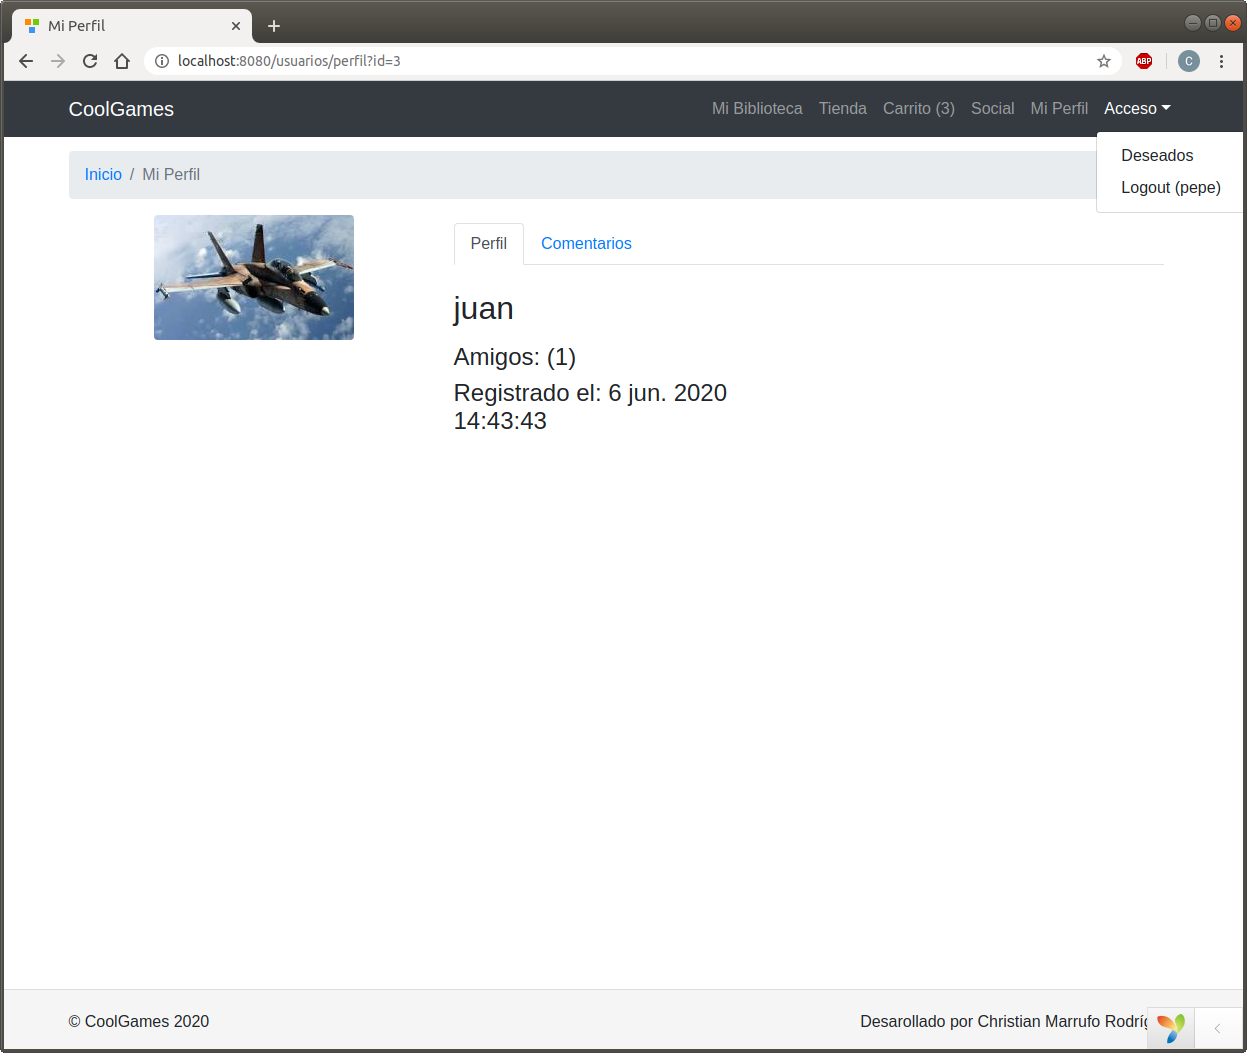 Mi Perfil
localhost:8080/usuarios/perfil?id=3
ABP
C
CoolGames
Mi Biblioteca
Tienda
Carrito (3)
Social
Mi Perfil
Acceso
Deseados
Logout (pepe)
Inicio / Mi Perfil
Perfil
Comentarios
juan
Amigos: (1)
Registrado el: 6 jun. 2020
14:43:43
© CoolGames 2020
Desarollado por Christian Marrufo